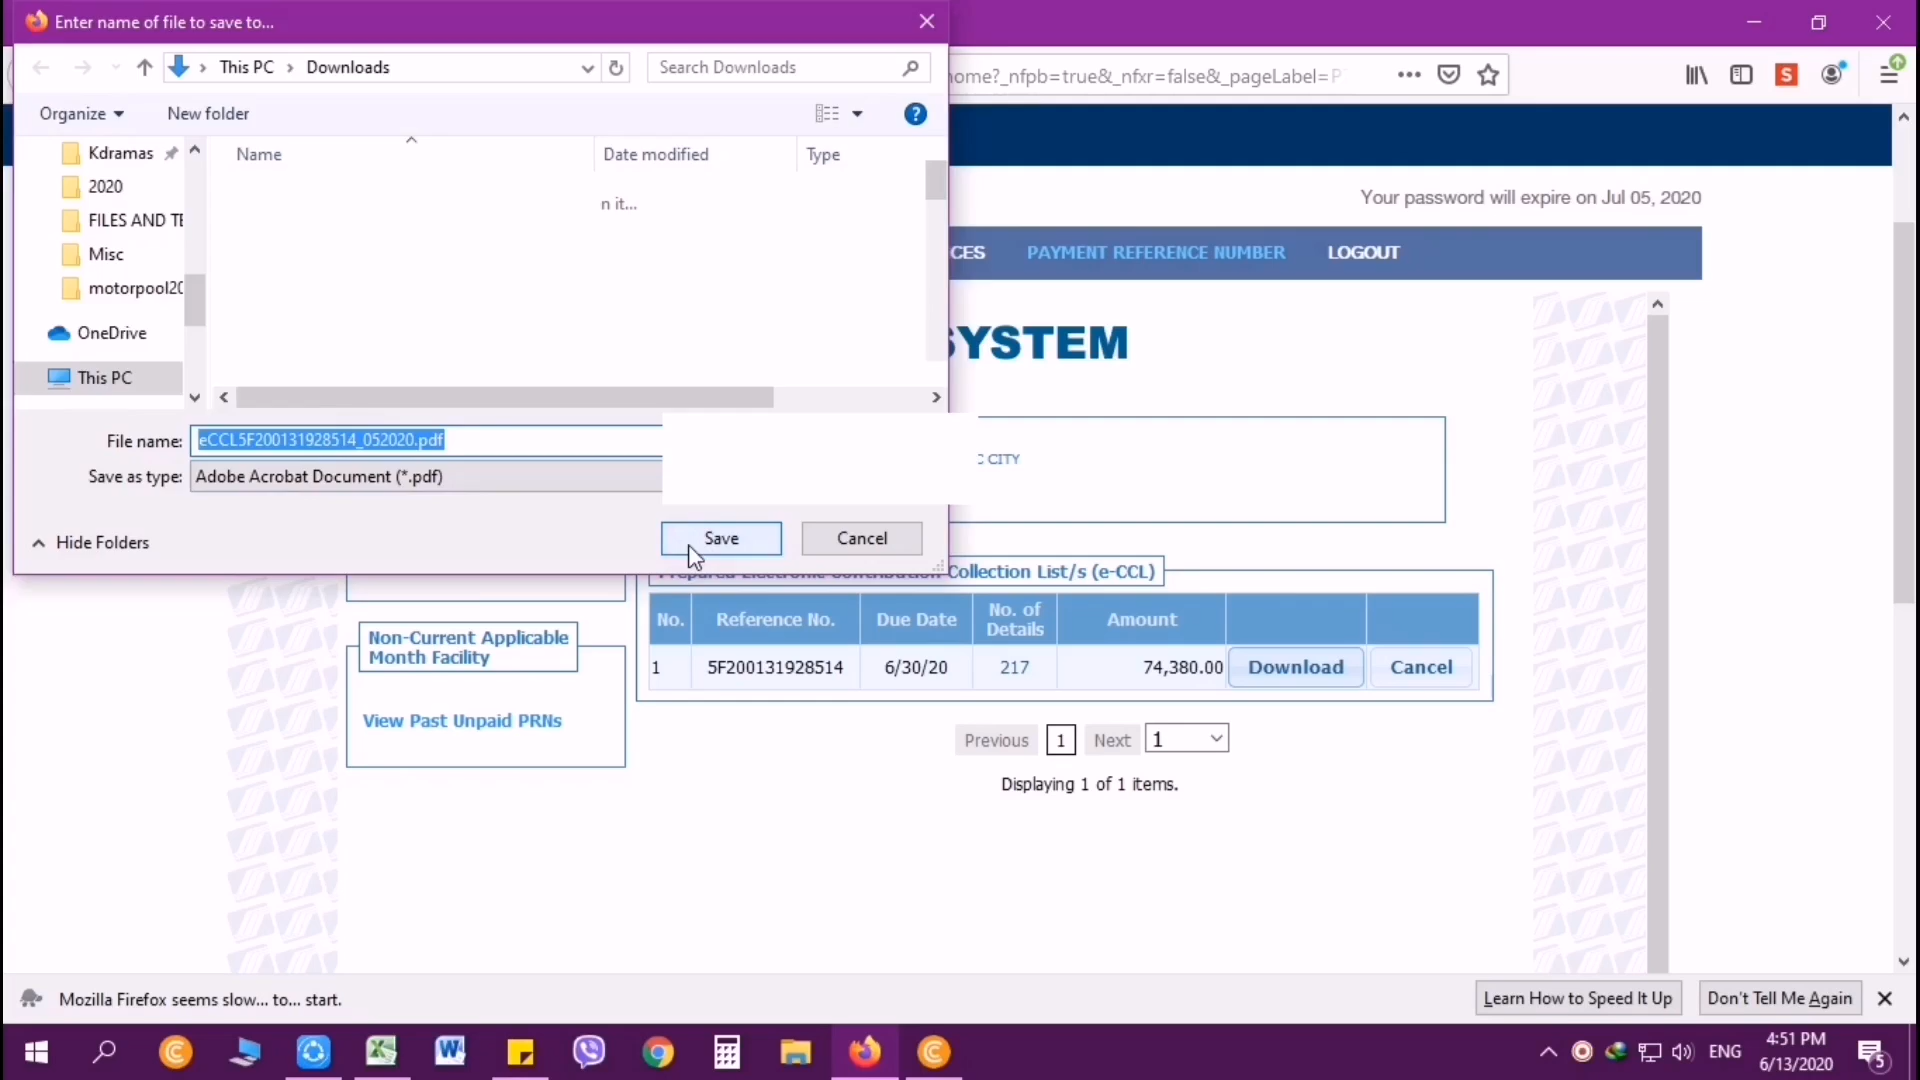 Enter name of file to save to...
This PC > Downloads
Search Downloads
Organize
New folder
Name
Date modified
Type
n it...
Kdramas
2020
FILES AND TE
Misc
motorpool20
OneDrive
This PC
File name:
eCCL5F200131928514_052020.pdf
Save as type:
Adobe Acrobat Document (*.pdf)
Hide Folders
Save
Cancel
ome?_nfpb=true&_nfxr=false&_pageLabel=P
Your password will expire on Jul 05, 2020
CES
PAYMENT REFERENCE NUMBER
LOGOUT
SYSTEM
C CITY
Prepared Electronic Contribution Collection List/s (e-CCL)
No. Reference No. Due Date No. of Details Amount
1 5F200131928514 6/30/20 217 74,380.00 Download Cancel
Non-Current Applicable
Month Facility
View Past Unpaid PRNs
Previous 1 Next 1
Displaying 1 of 1 items.
Mozilla Firefox seems slow... to... start.
Learn How to Speed It Up
Don't Tell Me Again
ENG
4:51 PM
6/13/2020
5